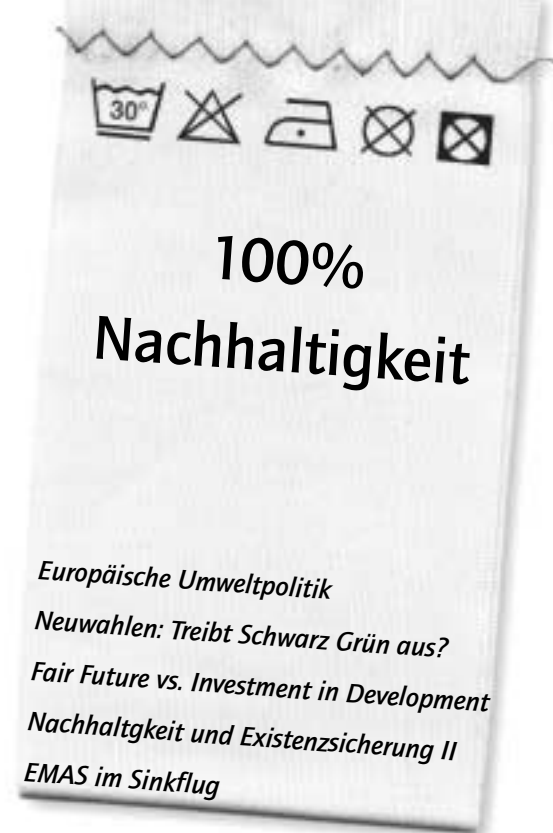 30°
100%
Nachhaltigkeit
Europäische Umweltpolitik
Neuwahlen: Treibt Schwarz Grün aus?
Fair Future vs. Investment in Development
Nachhaltgkeit und Existenzsicherung II
EMAS im Sinkflug